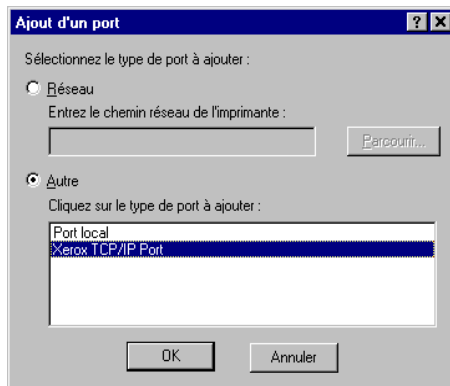 Ajout d'un port
Sélectionnez le type de port à ajouter :
Réseau
Entrez le chemin réseau de l'imprimante :
Parcourir...
Autre
Cliquez sur le type de port à ajouter :
Port local
Xerox TCP/IP Port
OK
Annuler